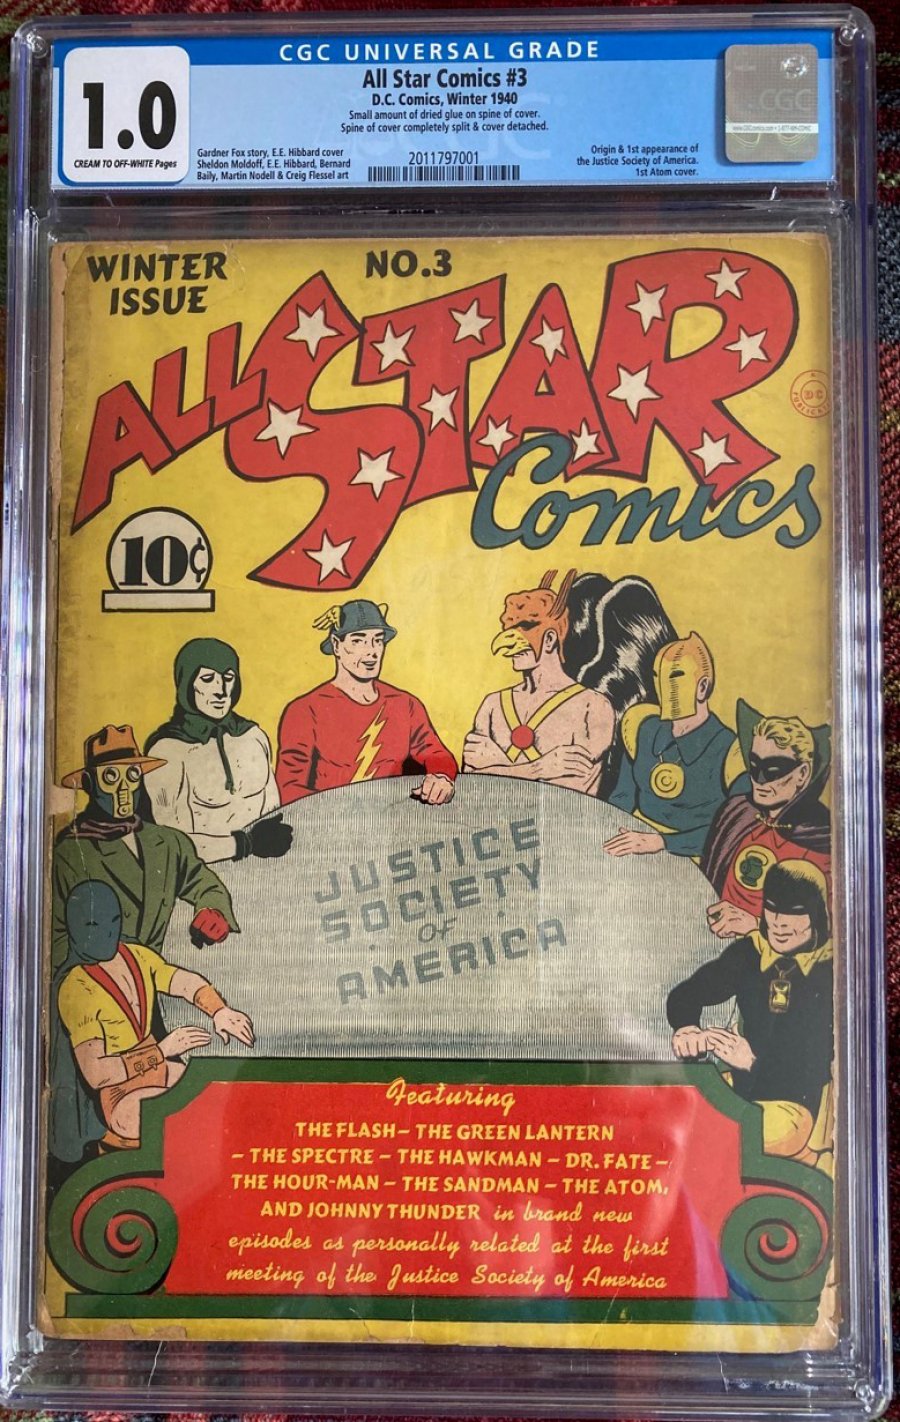 CGC UNIVERSAL GRADE
1.0
CREAM TO OFF-WHITE Pages
All Star Comics #3
D.C. Comics, Winter 1940
Small amount of dried glue on spine of cover.
Spine of cover completely split & cover detached.
Gardner Fox story, E.E. Hibbard cover
Sheldon Moldoff, E.E. Hibbard, Bernard
Baily, Martin Nodell & Creig Flessel art
2011797001
Origin & 1st appearance of
the Justice Society of America.
1st Atom cover.
CGC
WINTER
ISSUE
NO.3
ALL STAR
Comics
A
DC
PUBLICATION
10¢
JUSTICE
SOCIETY
OF
AMERICA
Featuring
THE FLASH – THE GREEN LANTERN
– THE SPECTRE – THE HAWKMAN – DR. FATE –
THE HOUR-MAN – THE SANDMAN – THE ATOM,
AND JOHNNY THUNDER in brand new
episodes as personally related at the first
meeting of the Justice Society of America